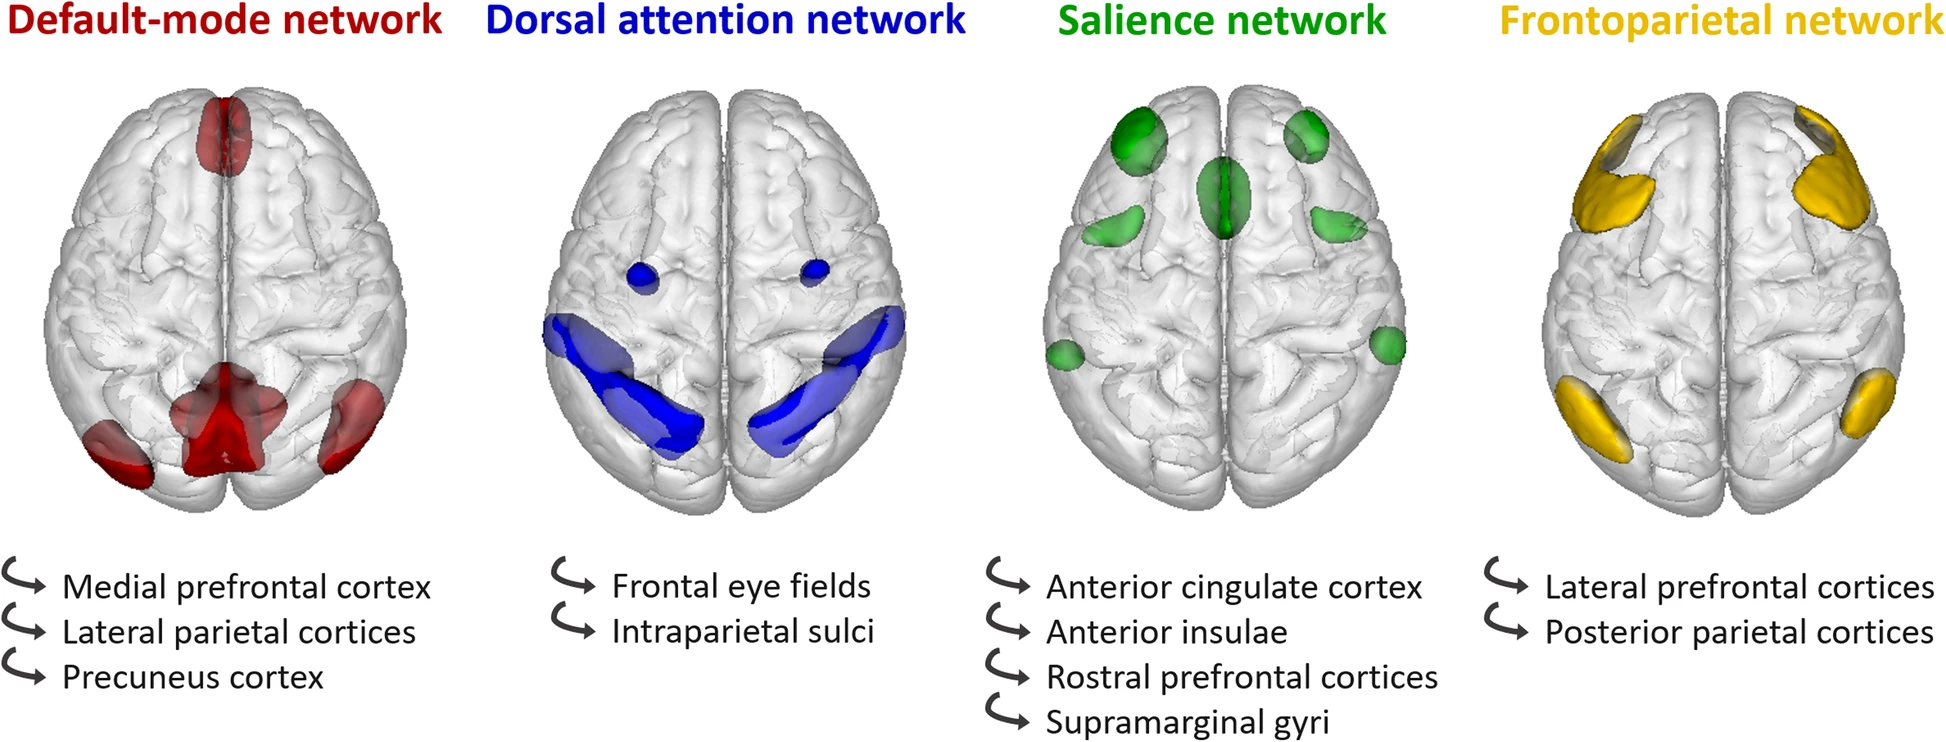 Default-mode network
Medial prefrontal cortex
Lateral parietal cortices
Precuneus cortex
Dorsal attention network
Frontal eye fields
Intraparietal sulci
Salience network
Anterior cingulate cortex
Anterior insulae
Rostral prefrontal cortices
Supramarginal gyri
Frontoparietal network
Lateral prefrontal cortices
Posterior parietal cortices